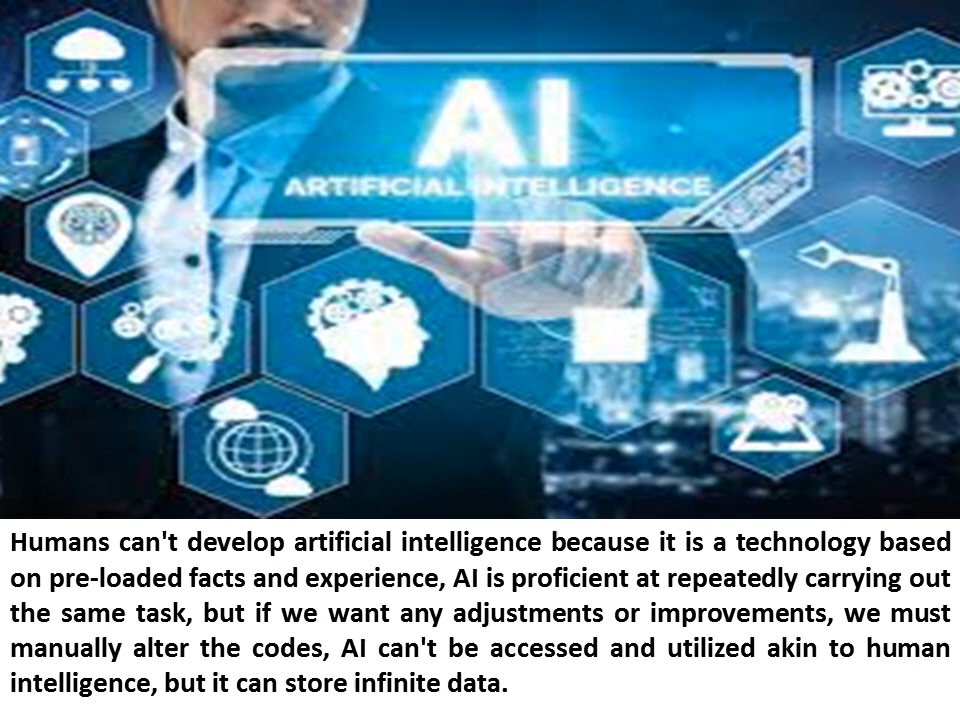 AI
ARTIFICIAL INTELLIGENCE
Humans can't develop artificial intelligence because it is a technology based
on pre-loaded facts and experience, AI is proficient at repeatedly carrying out
the same task, but if we want any adjustments or improvements, we must
manually alter the codes, AI can't be accessed and utilized akin to human
intelligence, but it can store infinite data.